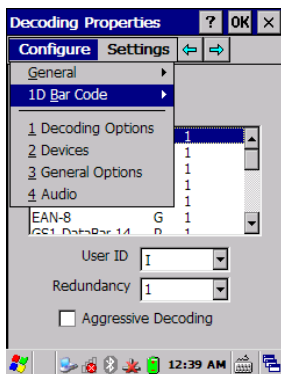 Decoding Properties ? OK ×
Configure Settings
General
1D Bar Code
1 Decoding Options 1
2 Devices 1
3 General Options 1
1
4 Audio 1
EAN-8 G 1
GS1 DataBar-14 R 1
User ID I
Redundancy 1
Aggressive Decoding
12:39 AM